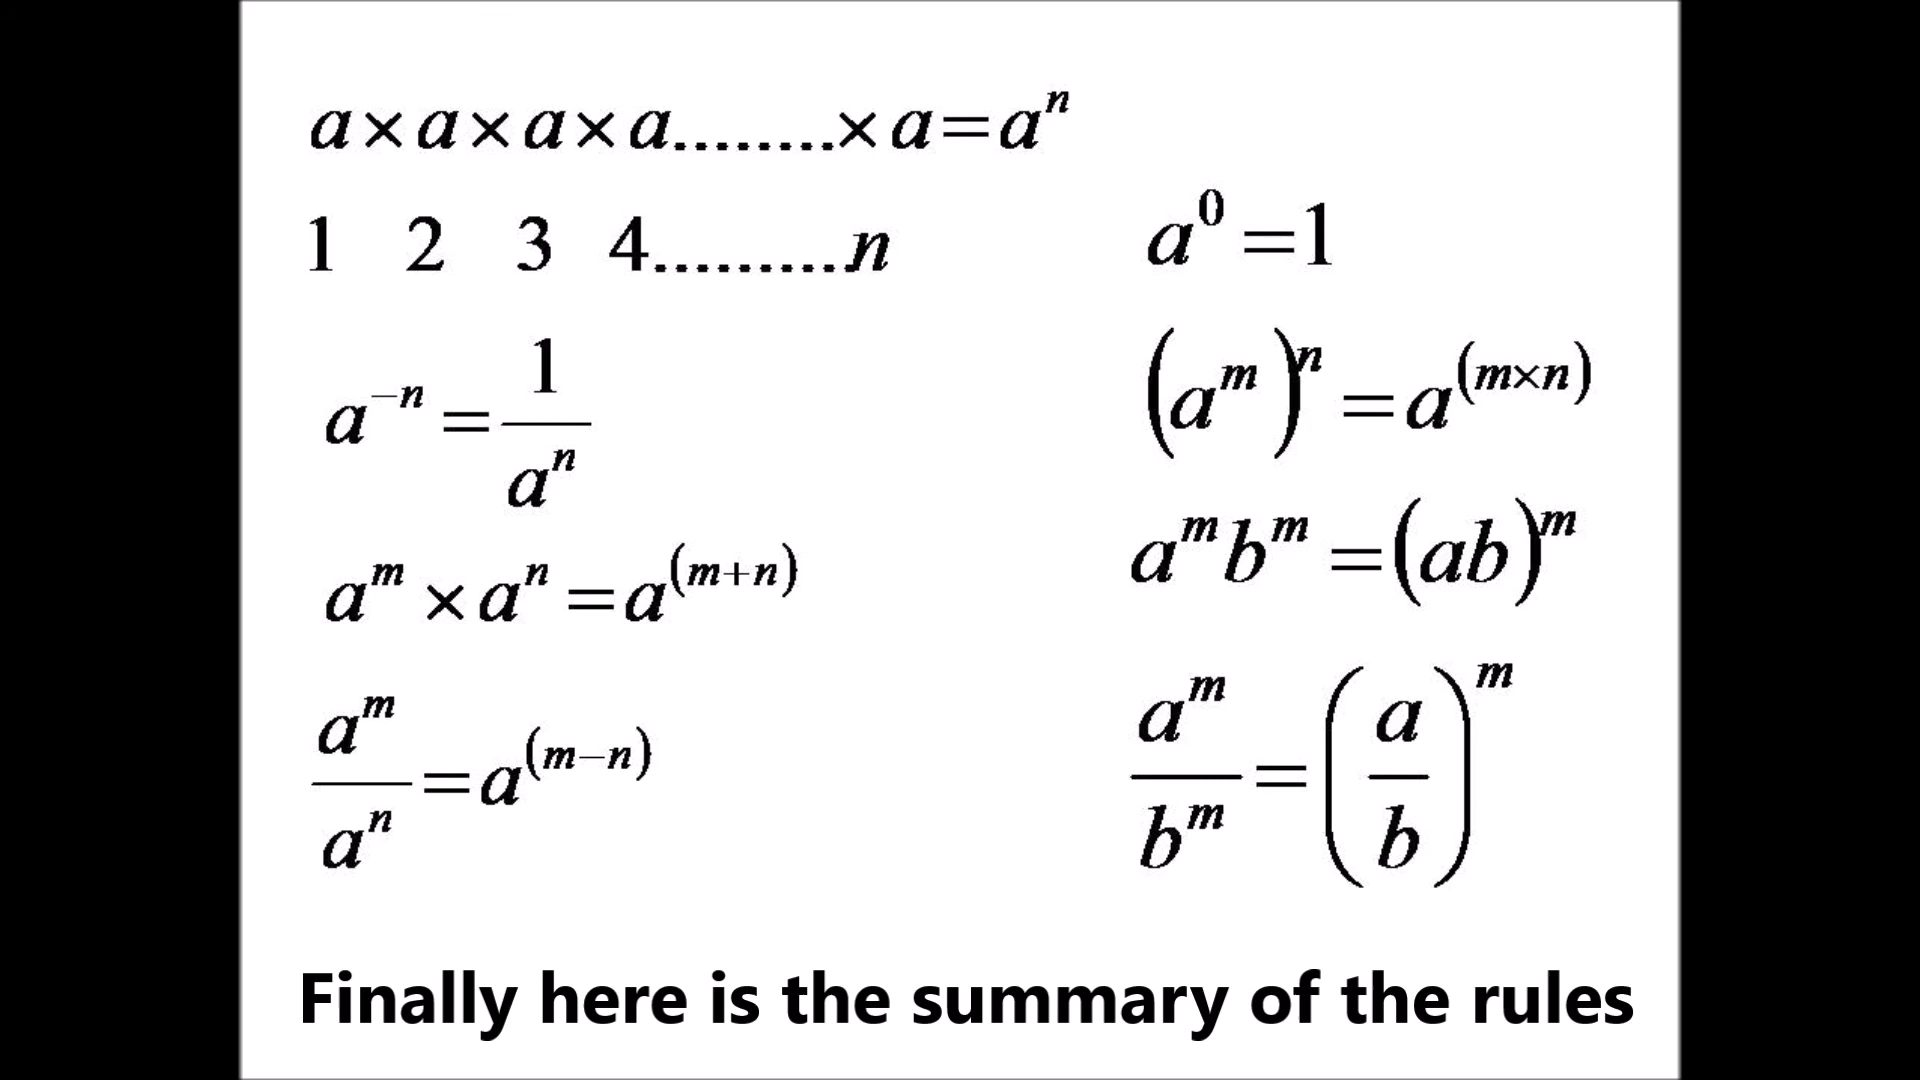 a×a×a×a........×a=aⁿ
1 2 3 4..........n
a⁻ⁿ = 1/aⁿ
aᵐ × aⁿ = a⁽ᵐ⁺ⁿ⁾
aᵐ/aⁿ = a⁽ᵐ⁻ⁿ⁾
a⁰ = 1
(aᵐ)ⁿ = a⁽ᵐ×ⁿ⁾
aᵐbᵐ = (ab)ᵐ
aᵐ/bᵐ = (a/b)ᵐ
Finally here is the summary of the rules